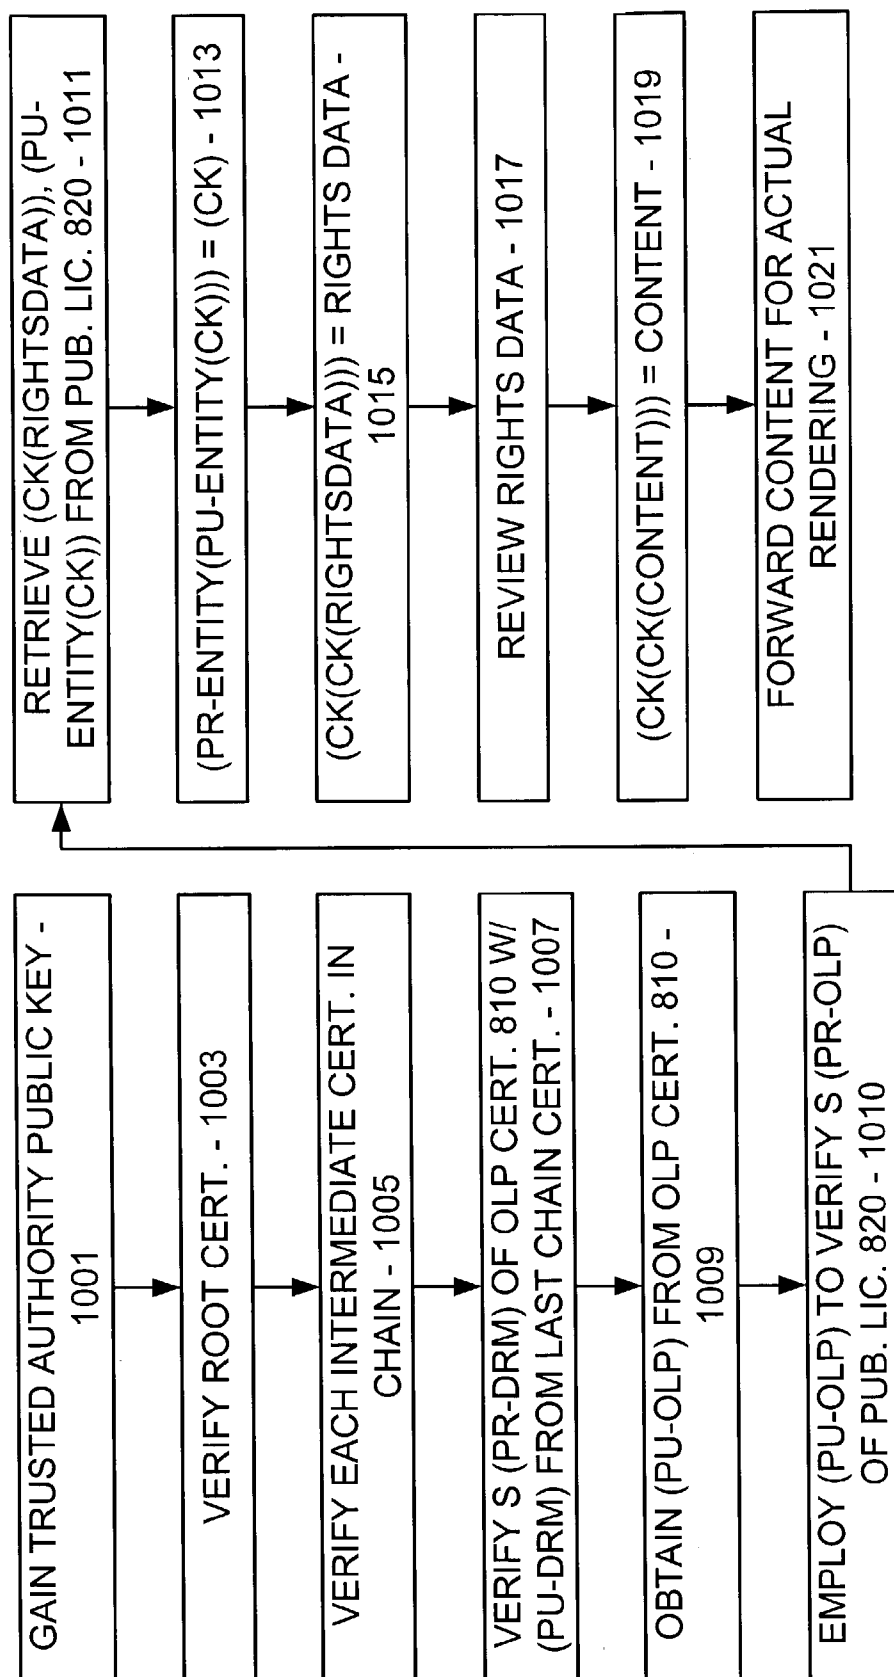 GAIN TRUSTED AUTHORITY PUBLIC KEY -
1001
VERIFY ROOT CERT. - 1003
VERIFY EACH INTERMEDIATE CERT. IN
CHAIN - 1005
VERIFY S (PR-DRM) OF OLP CERT. 810 W/
(PU-DRM) FROM LAST CHAIN CERT. - 1007
OBTAIN (PU-OLP) FROM OLP CERT. 810 -
1009
EMPLOY (PU-OLP) TO VERIFY S (PR-OLP)
OF PUB. LIC. 820 - 1010
RETRIEVE (CK(RIGHTSDATA)), (PU-
ENTITY(CK)) FROM PUB. LIC. 820 - 1011
(PR-ENTITY(PU-ENTITY(CK))) = (CK) - 1013
(CK(CK(RIGHTSDATA))) = RIGHTS DATA -
1015
REVIEW RIGHTS DATA - 1017
(CK(CK(CONTENT))) = CONTENT - 1019
FORWARD CONTENT FOR ACTUAL
RENDERING - 1021